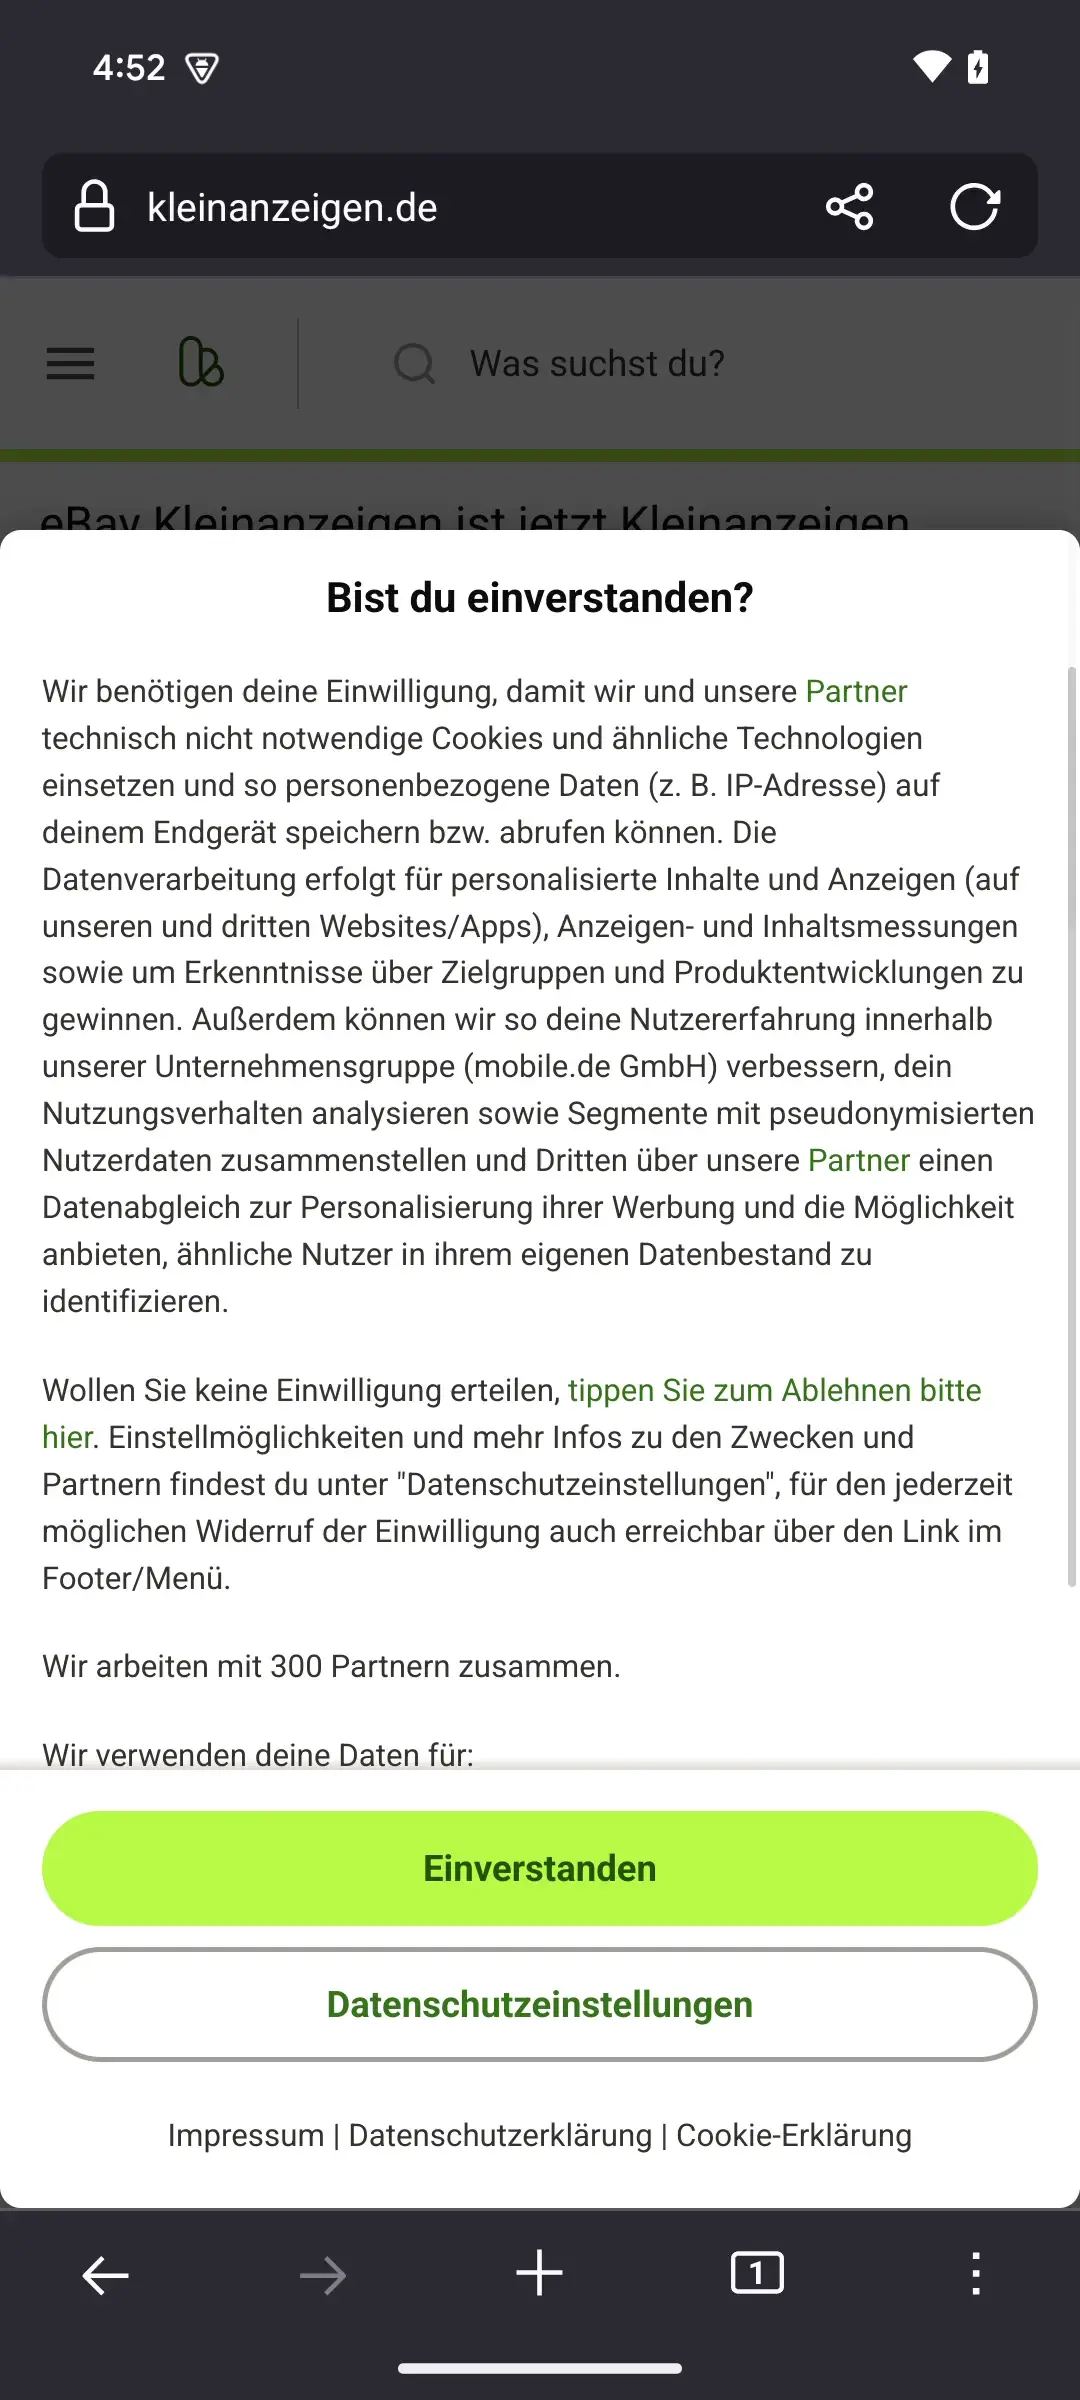 4:52
kleinanzeigen.de
Was suchst du?
eBay Kleinanzeigen ist jetzt Kleinanzeigen
Bist du einverstanden?
Wir benötigen deine Einwilligung, damit wir und unsere Partner
technisch nicht notwendige Cookies und ähnliche Technologien
einsetzen und so personenbezogene Daten (z. B. IP-Adresse) auf
deinem Endgerät speichern bzw. abrufen können. Die
Datenverarbeitung erfolgt für personalisierte Inhalte und Anzeigen (auf
unseren und dritten Websites/Apps), Anzeigen- und Inhaltsmessungen
sowie um Erkenntnisse über Zielgruppen und Produktentwicklungen zu
gewinnen. Außerdem können wir so deine Nutzererfahrung innerhalb
unserer Unternehmensgruppe (mobile.de GmbH) verbessern, dein
Nutzungsverhalten analysieren sowie Segmente mit pseudonymisierten
Nutzerdaten zusammenstellen und Dritten über unsere Partner einen
Datenabgleich zur Personalisierung ihrer Werbung und die Möglichkeit
anbieten, ähnliche Nutzer in ihrem eigenen Datenbestand zu
identifizieren.
Wollen Sie keine Einwilligung erteilen, tippen Sie zum Ablehnen bitte
hier. Einstellmöglichkeiten und mehr Infos zu den Zwecken und
Partnern findest du unter "Datenschutzeinstellungen", für den jederzeit
möglichen Widerruf der Einwilligung auch erreichbar über den Link im
Footer/Menü.
Wir arbeiten mit 300 Partnern zusammen.
Wir verwenden deine Daten für:
Einverstanden
Datenschutzeinstellungen
Impressum | Datenschutzerklärung | Cookie-Erklärung
1